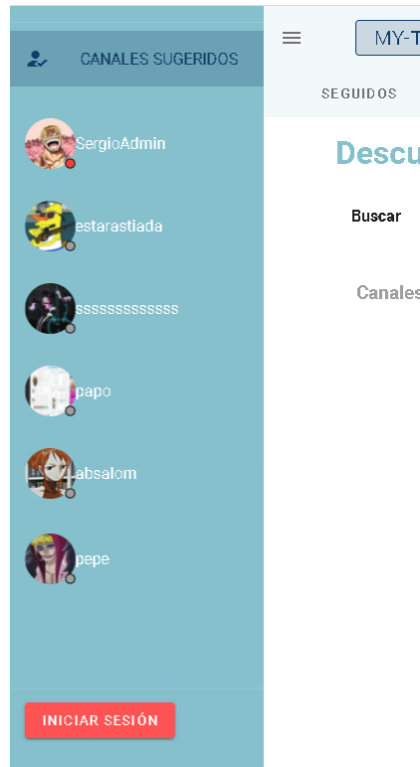 CANALES SUGERIDOS
SergioAdmin
estarastiada
sssssssssssss
papo
absalom
pepe
INICIAR SESIÓN
MY-T
SEGUIDOS
Descu
Buscar
Canales